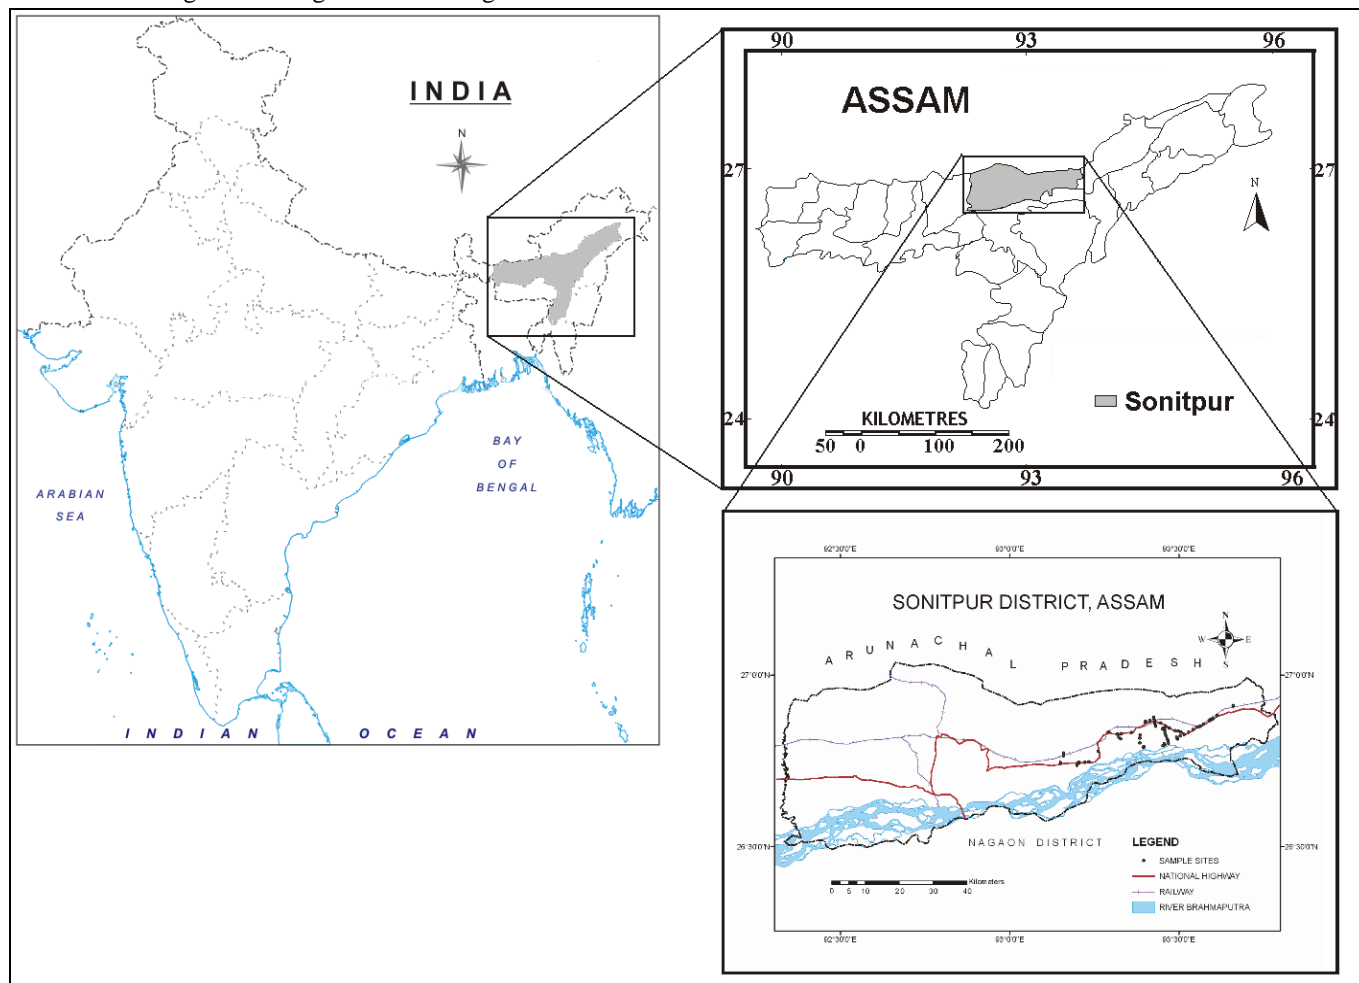 INDIA
N
ARABIAN
SEA
BAY
OF
BENGAL
INDIAN OCEAN
90 93 96
ASSAM
27 27
N
Sonitpur
KILOMETRES
50 0 100 200
24 24
90 93 96
92°30'0"E 93°0'0"E 93°30'0"E
SONITPUR DISTRICT, ASSAM
N
W E
S
ARUNACHAL PRADESH
27°0'0"N 27°0'0"N
NAGAON DISTRICT
26°30'0"N 26°30'0"N
LEGEND
SAMPLE SITES
NATIONAL HIGHWAY
RAILWAY
RIVER BRAHMAPUTRA
Kilometers
0 5 10 20 30 40
92°30'0"E 93°0'0"E 93°30'0"E